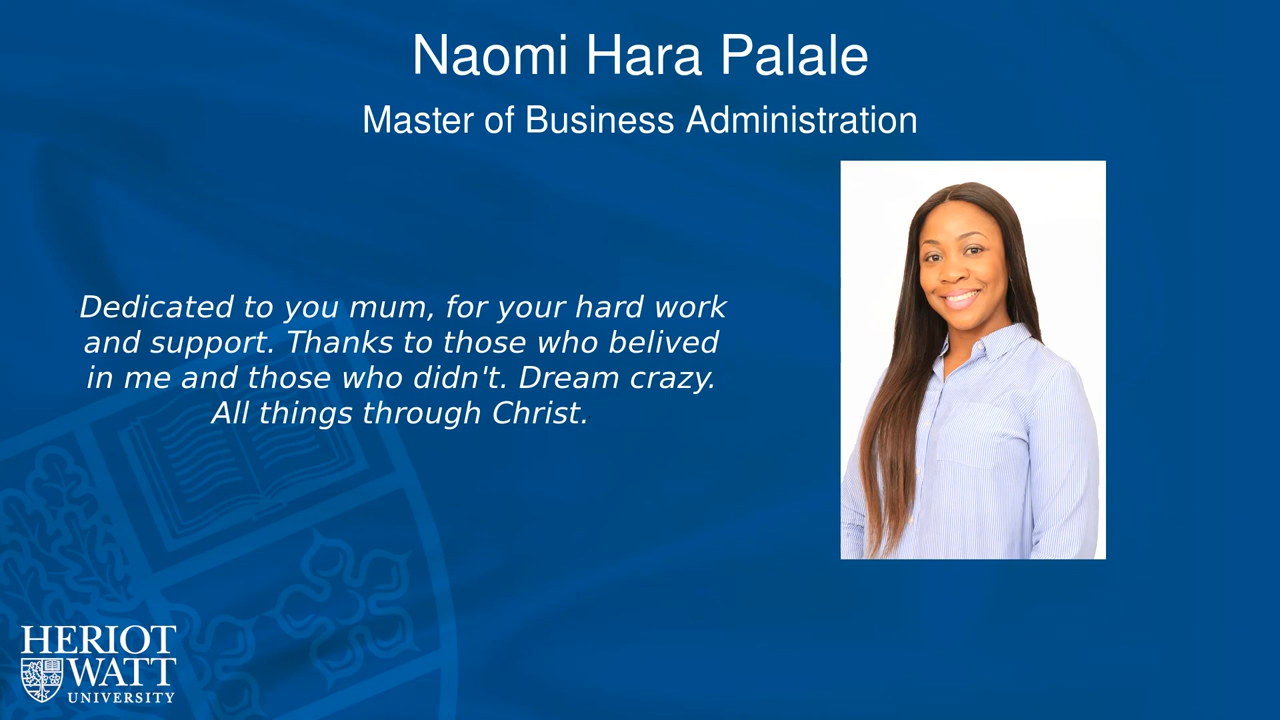 Naomi Hara Palale
Master of Business Administration
Dedicated to you mum, for your hard work
and support. Thanks to those who belived
in me and those who didn't. Dream crazy.
All things through Christ.
HERIOT
WATT
UNIVERSITY